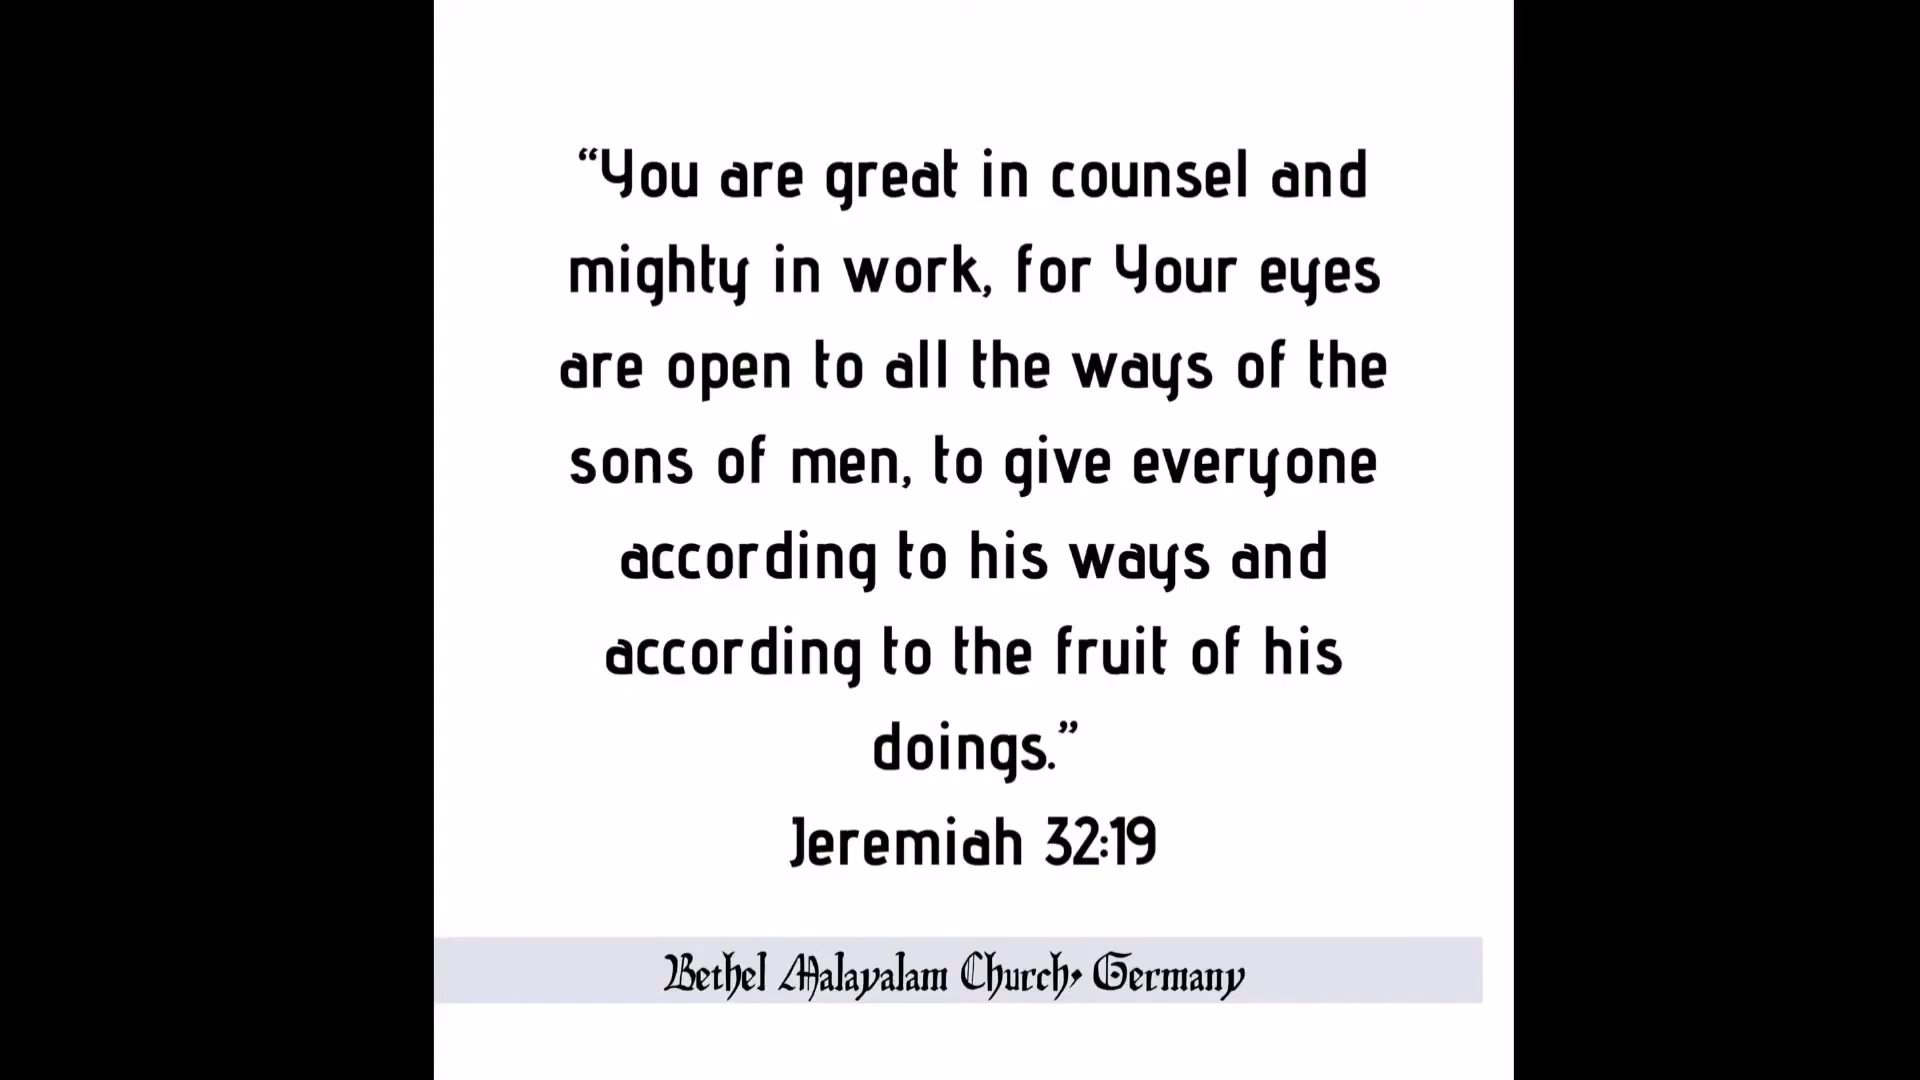 “You are great in counsel and
mighty in work, for Your eyes
are open to all the ways of the
sons of men, to give everyone
according to his ways and
according to the fruit of his
doings.”
Jeremiah 32:19
Bethel Malayalam Church, Germany